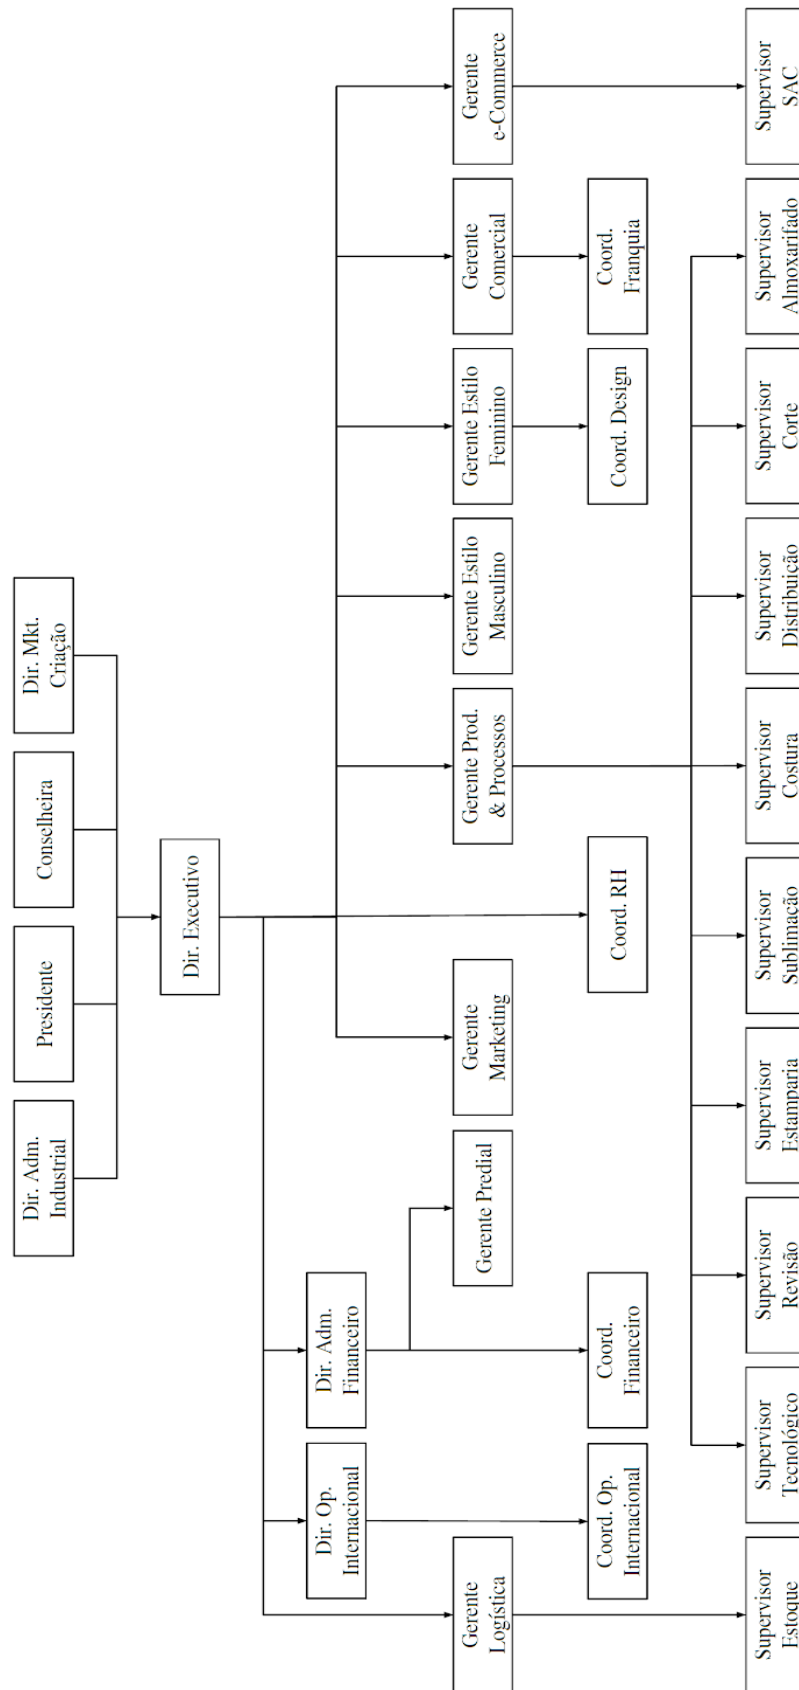 Dir. Adm.
Industrial
Presidente
Conselheira
Dir. Mkt.
Criação
Dir. Executivo
Dir. Op.
Internacional
Dir. Adm.
Financeiro
Gerente
Logística
Gerente Predial
Gerente
Marketing
Gerente Prod.
& Processos
Gerente Estilo
Masculino
Gerente Estilo
Feminino
Gerente
Comercial
Gerente
e-Commerce
Coord. Op.
Internacional
Coord.
Financeiro
Coord. RH
Coord. Design
Coord.
Franquia
Supervisor
Estoque
Supervisor
Tecnológico
Supervisor
Revisão
Supervisor
Estamparia
Supervisor
Sublimação
Supervisor
Costura
Supervisor
Distribuição
Supervisor
Corte
Supervisor
Almoxarifado
Supervisor
SAC